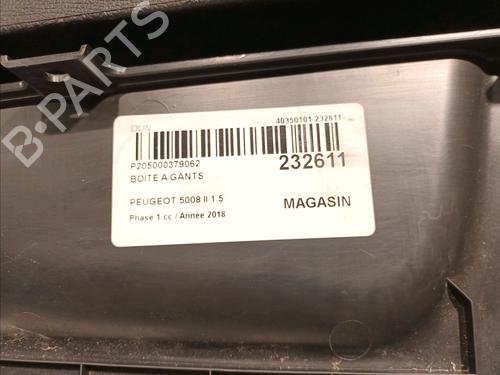 DUN
40350101 232611
P205000379062
232611
BOITE A GANTS
PEUGEOT 5008 II 1.5
MAGASIN
Phase 1 cc / Année 2018
B-PARTS